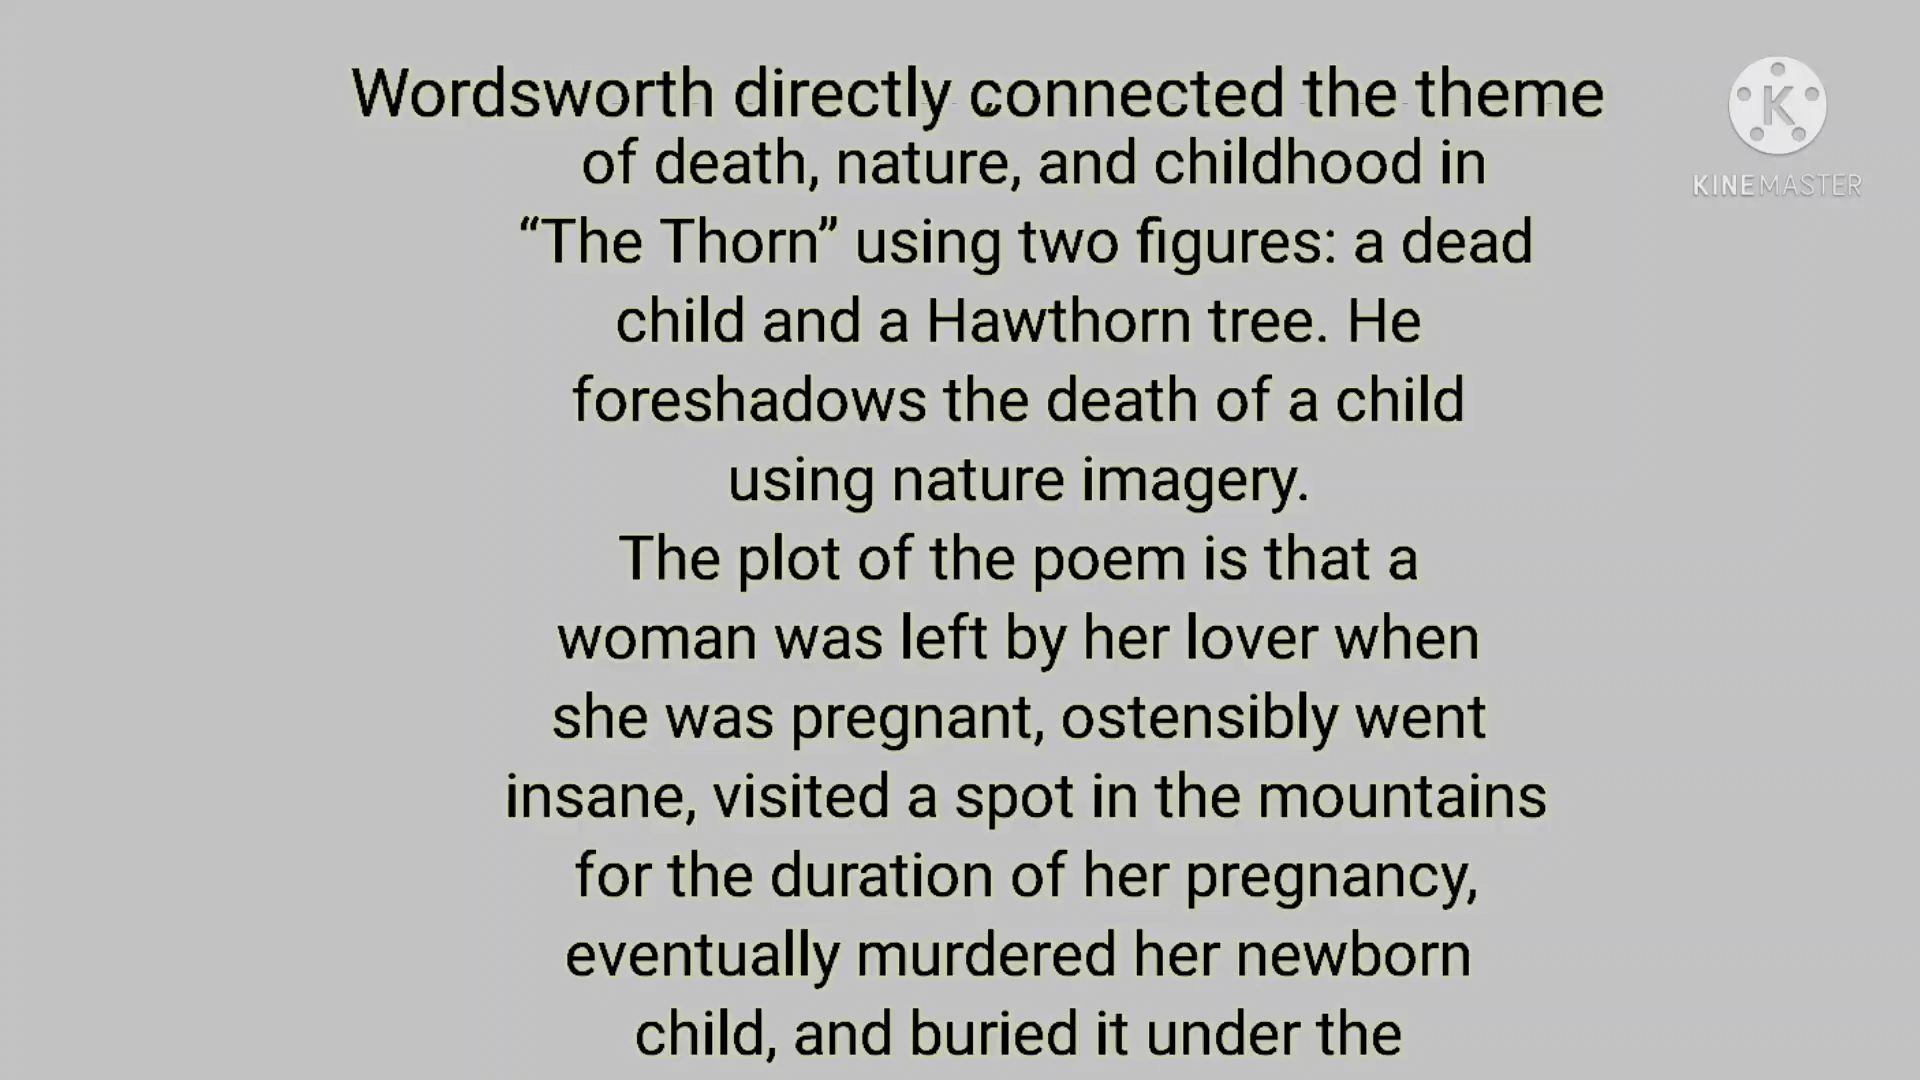 Wordsworth directly connected the theme
of death, nature, and childhood in
“The Thorn” using two figures: a dead
child and a Hawthorn tree. He
foreshadows the death of a child
using nature imagery.
The plot of the poem is that a
woman was left by her lover when
she was pregnant, ostensibly went
insane, visited a spot in the mountains
for the duration of her pregnancy,
eventually murdered her newborn
child, and buried it under the
K
KINEMASTER